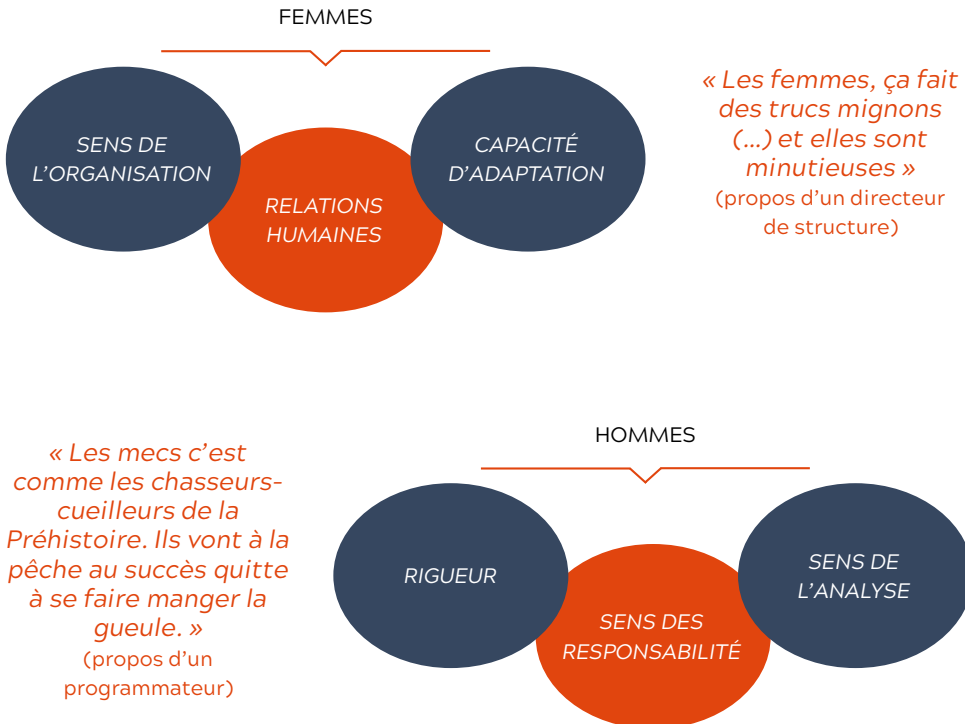 FEMMES
SENS DE
L'ORGANISATION
RELATIONS
HUMAINES
CAPACITÉ
D'ADAPTATION
« Les femmes, ça fait
des trucs mignons
(...) et elles sont
minutieuses »
(propos d'un directeur
de structure)
« Les mecs c'est
comme les chasseurs-
cueilleurs de la
Préhistoire. Ils vont à la
pêche au succès quitte
à se faire manger la
gueule. »
(propos d'un
programmateur)
HOMMES
RIGUEUR
SENS DES
RESPONSABILITÉ
SENS DE
L'ANALYSE